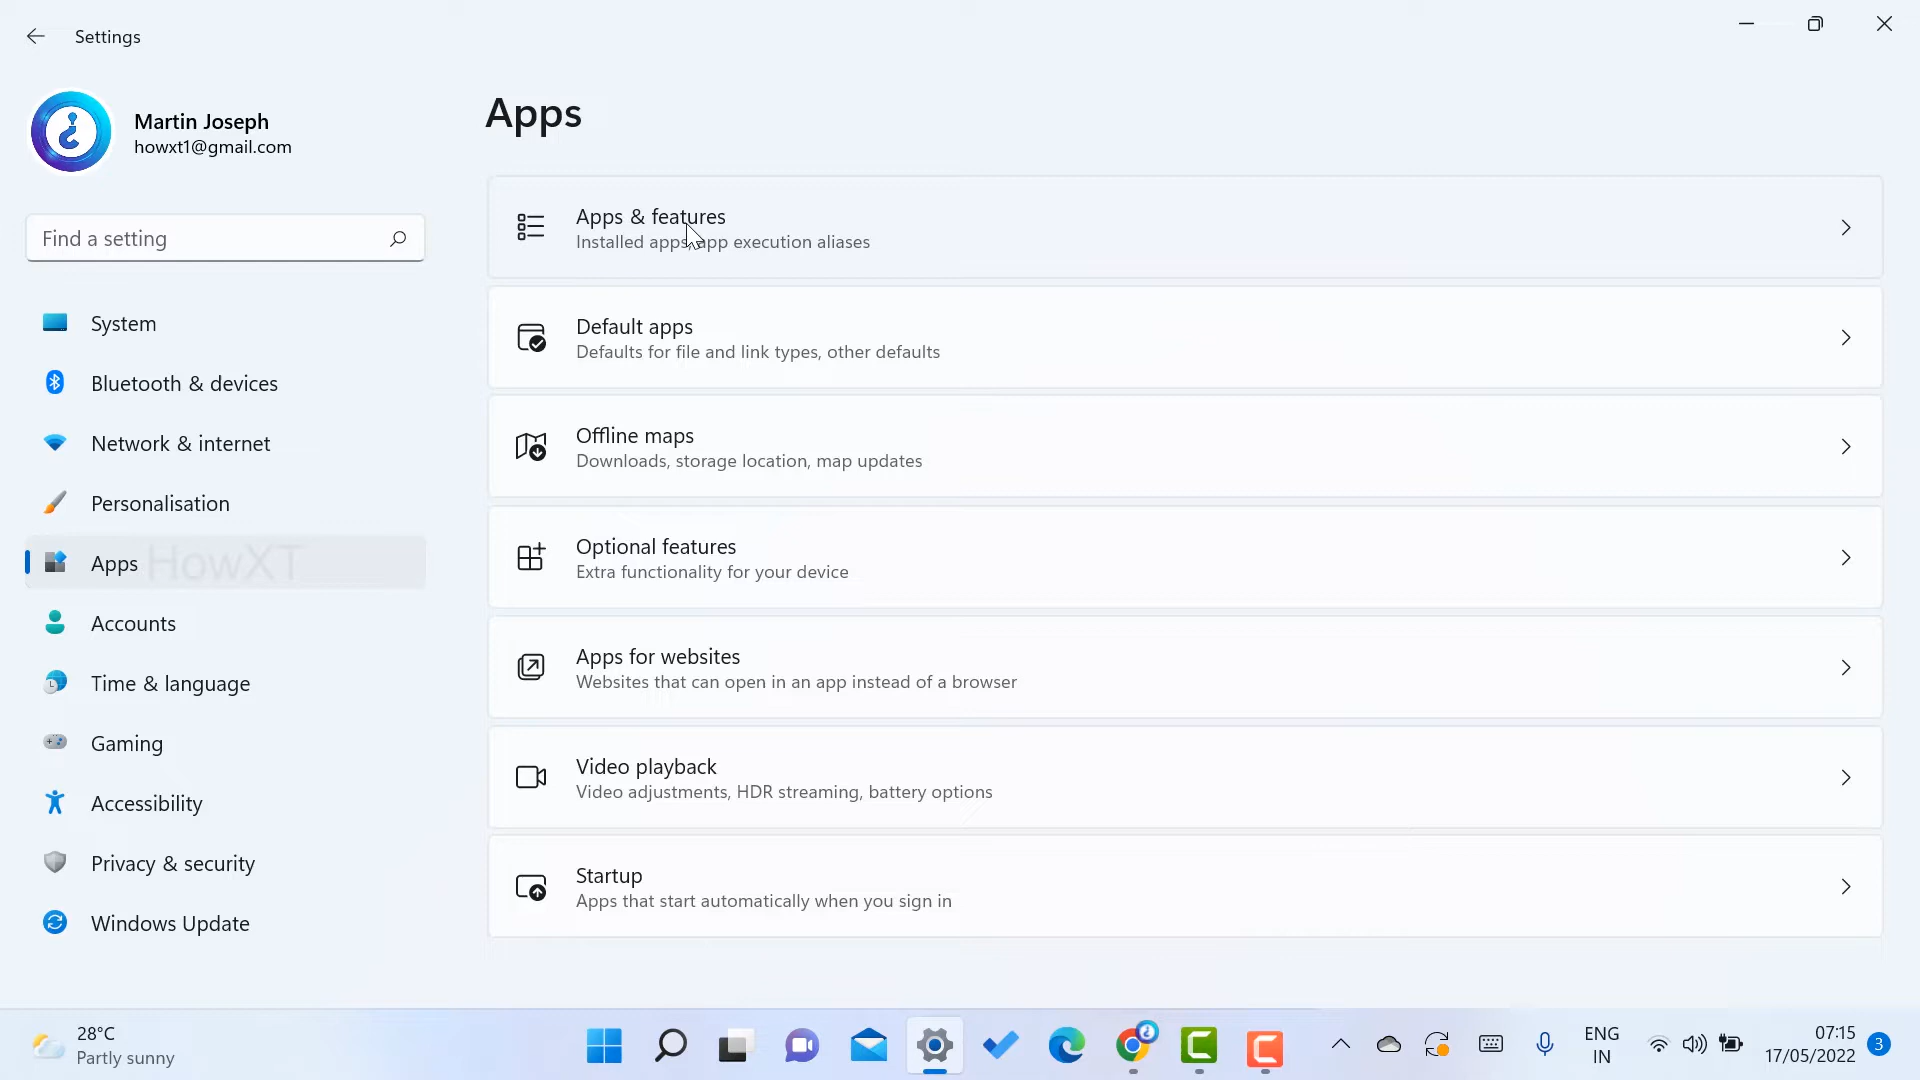 Settings
Martin Joseph
howxt1@gmail.com
Find a setting
System
Bluetooth & devices
Network & internet
Personalisation
Apps
HowXT
Accounts
Time & language
Gaming
Accessibility
Privacy & security
Windows Update
Apps
Apps & features
Installed apps, app execution aliases
Default apps
Defaults for file and link types, other defaults
Offline maps
Downloads, storage location, map updates
Optional features
Extra functionality for your device
Apps for websites
Websites that can open in an app instead of a browser
Video playback
Video adjustments, HDR streaming, battery options
Startup
Apps that start automatically when you sign in
28°C
Partly sunny
ENG
IN
07:15
17/05/2022
3